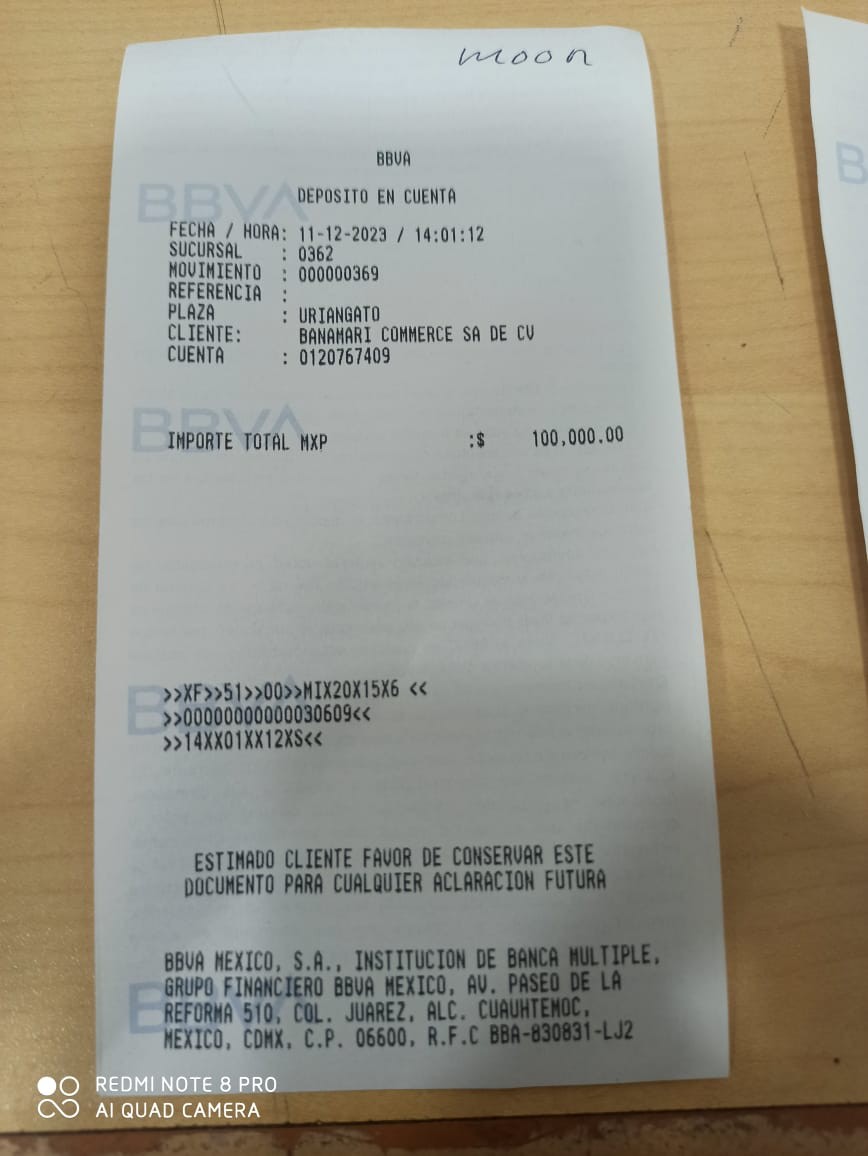 moon
BBVA
DEPOSITO EN CUENTA
FECHA / HORA: 11-12-2023 / 14:01:12
SUCURSAL : 0362
MOVIMIENTO : 000000369
REFERENCIA :
PLAZA : URIANGATO
CLIENTE: BANAMARI COMMERCE SA DE CV
CUENTA : 0120767409
IMPORTE TOTAL MXP :$ 100,000.00
>>XF>>51>>00>>MIX20X15X6 <<
>>00000000000030609<<
>>14XX01XX12XS<<
ESTIMADO CLIENTE FAVOR DE CONSERVAR ESTE
DOCUMENTO PARA CUALQUIER ACLARACION FUTURA
BBVA MEXICO, S.A., INSTITUCION DE BANCA MULTIPLE,
GRUPO FINANCIERO BBVA MEXICO, AV. PASEO DE LA
REFORMA 510, COL. JUAREZ, ALC. CUAUHTEMOC,
MEXICO, CDMX, C.P. 06600, R.F.C BBA-830831-LJ2
BBVA
BBVA
B
BB
B
REDMI NOTE 8 PRO
AI QUAD CAMERA